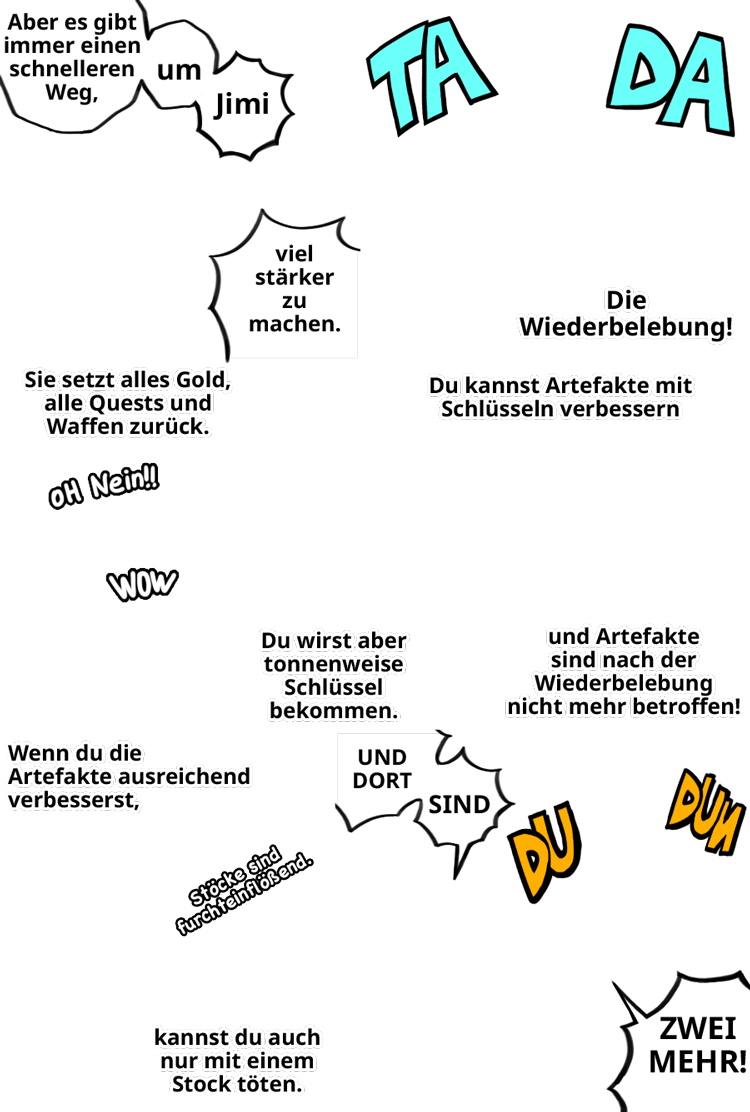 Aber es gibt
immer einen
schnelleren
Weg,
um
Jimi
TA
DA
viel
stärker
zu
machen.
Die
Wiederbelebung!
Sie setzt alles Gold,
alle Quests und
Waffen zurück.
Du kannst Artefakte mit
Schlüsseln verbessern
OH Nein!!
WOW
Du wirst aber
tonnenweise
Schlüssel
bekommen.
und Artefakte
sind nach der
Wiederbelebung
nicht mehr betroffen!
Wenn du die
Artefakte ausreichend
verbesserst,
UND
DORT
SIND
DU
DUN
Stöcke sind
furchteinflößend.
kannst du auch
nur mit einem
Stock töten.
ZWEI
MEHR!